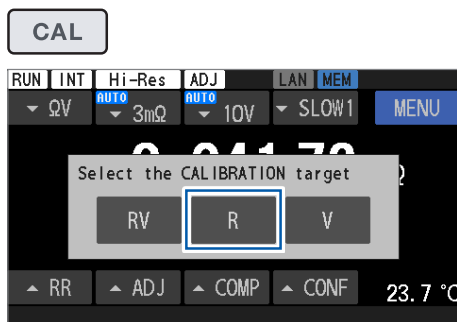 CAL
RUN INT Hi-Res ADJ LAN MEM
ΩV AUTO 3mΩ AUTO 10V SLOW1 MENU
Select the CALIBRATION target
RV R V
RR ADJ COMP CONF 23.7 °C